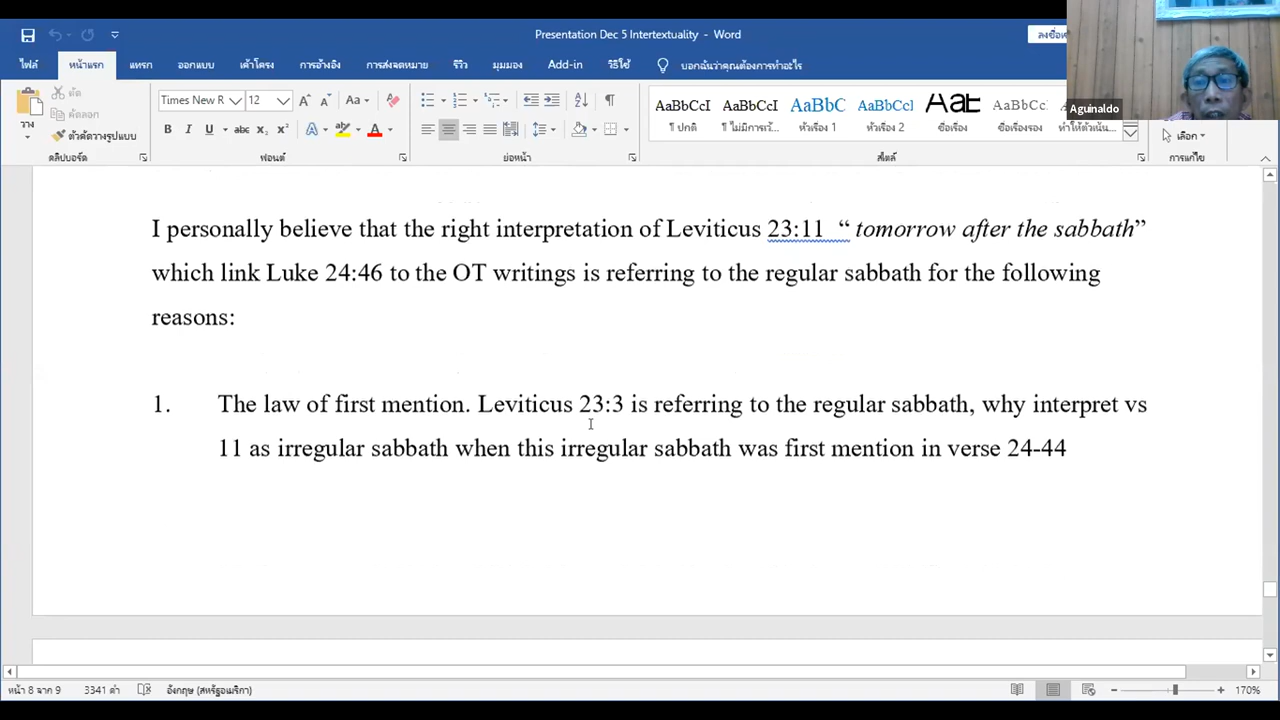 Presentation Dec 5 Intertextuality - Word
ลงชื่อเข้
ไฟล์ หน้าแรก แทรก ออกแบบ เค้าโครง การอ้างอิง การส่งจดหมาย รีวิว มุมมอง Add-in วิธีใช้ บอกฉันว่าคุณต้องการทำอะไร
Aguinaldo
วาง
ตัด
คัดลอก
ตัวคัดวางรูปแบบ
คลิปบอร์ด
Times New R 12
ฟอนต์
ย่อหน้า
AaBbCcI AaBbCcI AaBbC AaBbCcI AaE AaBbCcl
¶ ปกติ ¶ ไม่มีการเว้... หัวเรื่อง 1 หัวเรื่อง 2 ชื่อเรื่อง ชื่อเรื่องรอง ทำให้ตัวเน้น...
สไตล์
เลือก
การแก้ไข
I personally believe that the right interpretation of Leviticus 23:11 “ tomorrow after the sabbath”
which link Luke 24:46 to the OT writings is referring to the regular sabbath for the following
reasons:
1. The law of first mention. Leviticus 23:3 is referring to the regular sabbath, why interpret vs
11 as irregular sabbath when this irregular sabbath was first mention in verse 24-44
หน้า 8 จาก 9 3341 คำ อังกฤษ (สหรัฐอเมริกา) 170%